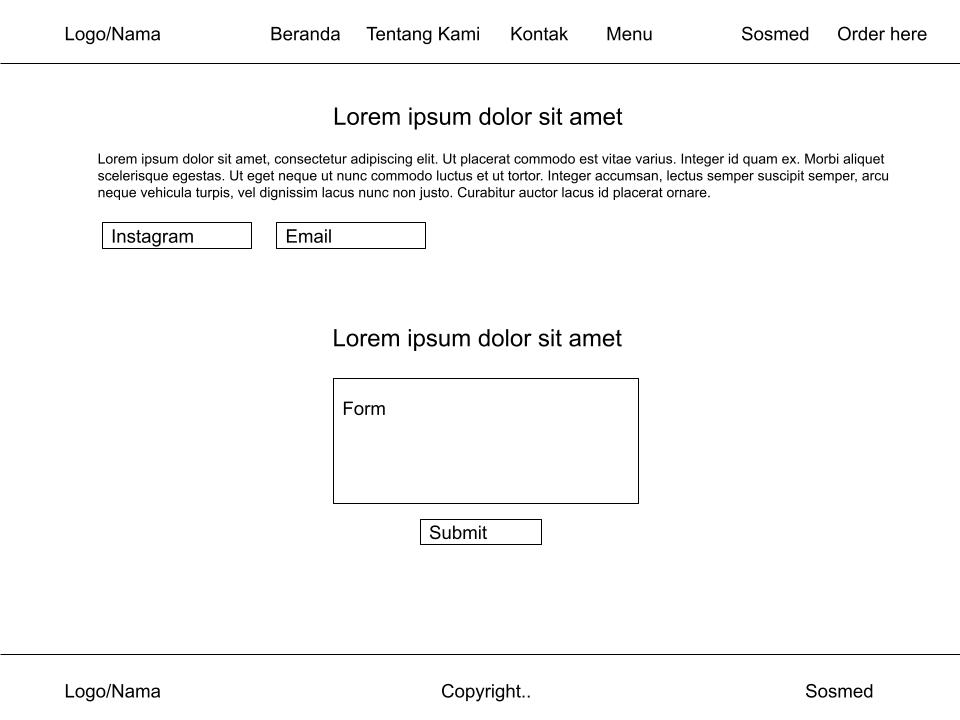 Logo/Nama Beranda Tentang Kami Kontak Menu Sosmed Order here
Lorem ipsum dolor sit amet
Lorem ipsum dolor sit amet, consectetur adipiscing elit. Ut placerat commodo est vitae varius. Integer id quam ex. Morbi aliquet
scelerisque egestas. Ut eget neque ut nunc commodo luctus et ut tortor. Integer accumsan, lectus semper suscipit semper, arcu
neque vehicula turpis, vel dignissim lacus nunc non justo. Curabitur auctor lacus id placerat ornare.
Instagram Email
Lorem ipsum dolor sit amet
Form
Submit
Logo/Nama Copyright.. Sosmed